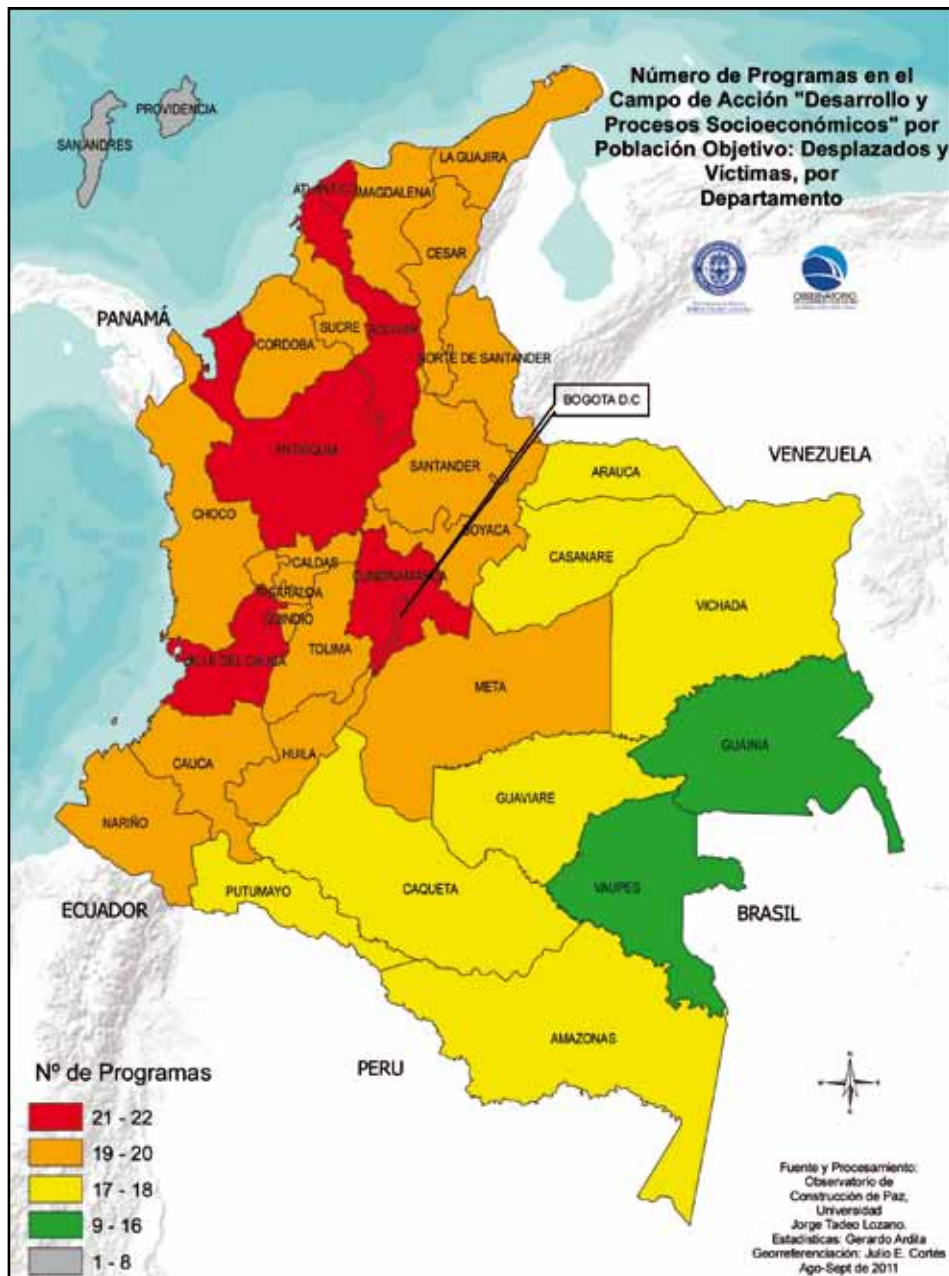 Número de Programas en el
Campo de Acción "Desarrollo y
Procesos Socioeconómicos" por
Población Objetivo: Desplazados y
Víctimas, por
Departamento
PROVIDENCIA
SAN ANDRES
LA GUAJIRA
MAGDALENA
CESAR
OBSERVATORIO
PANAMÁ
SUCRE
CORDOBA
NORTE DE SANTANDER
BOGOTA D.C
ANTIOQUIA
SANTANDER
ARAUCA
VENEZUELA
CHOCO
BOYACA
CASANARE
CALDAS
CUNDINAMARCA
VICHADA
QUINDIO
TOLIMA
VALLE DEL CAUCA
META
GUAINIA
HUILA
CAUCA
GUAVIARE
NARIÑO
VAUPES
PUTUMAYO
CAQUETA
ECUADOR
BRASIL
AMAZONAS
PERU
Nº de Programas
21 - 22
19 - 20
17 - 18
9 - 16
1 - 8
Fuente y Procesamiento:
Observatorio de
Construcción de Paz,
Universidad
Jorge Tadeo Lozano.
Estadísticas: Gerardo Ardila
Georreferenciación: Julio E. Cortés
Ago-Sept de 2011